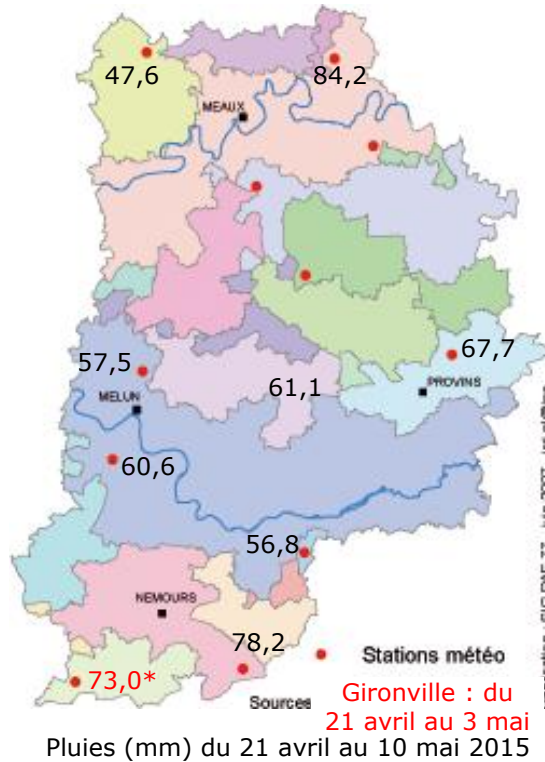 47,6
84,2
MEAUX
67,7
57,5
61,1
PROVINS
MELUN
60,6
56,8
NEMOURS
78,2
Stations météo
73,0*
Sources
Gironville : du
21 avril au 3 mai
Pluies (mm) du 21 avril au 10 mai 2015